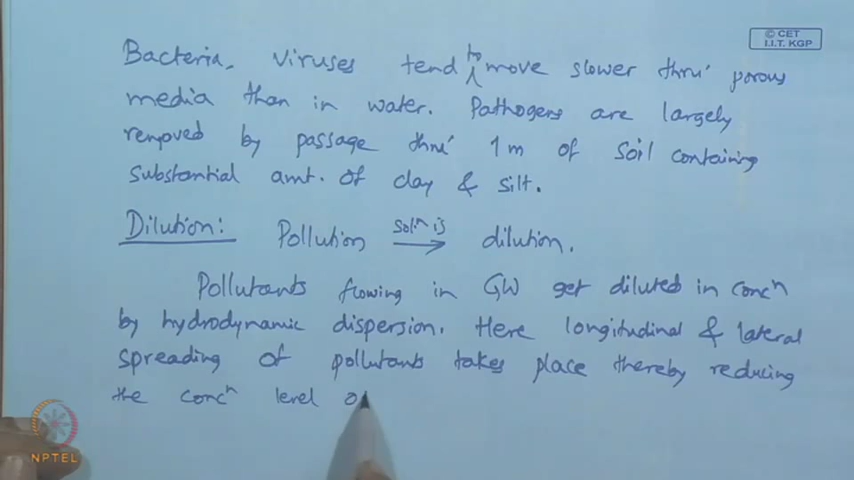 © CET
I.I.T. KGP
Bacteria, viruses tend to move slower thru' porous
media than in water. Pathogens are largely
removed by passage thru' 1m of soil containing
substantial amt. of clay & silt.
Dilution: Pollution soln is → dilution.
Pollutants flowing in GW get diluted in concn
by hydrodynamic dispersion. Here longitudinal & lateral
spreading of pollutants takes place thereby reducing
the concn level o
NPTEL